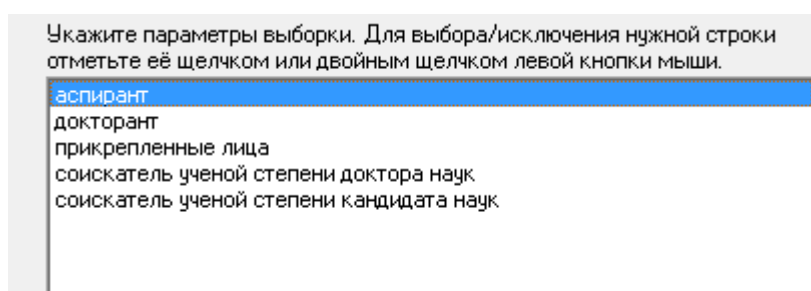 Укажите параметры выборки. Для выбора/исключения нужной строки
отметьте её щелчком или двойным щелчком левой кнопки мыши.
аспирант
докторант
прикрепленные лица
соискатель ученой степени доктора наук
соискатель ученой степени кандидата наук